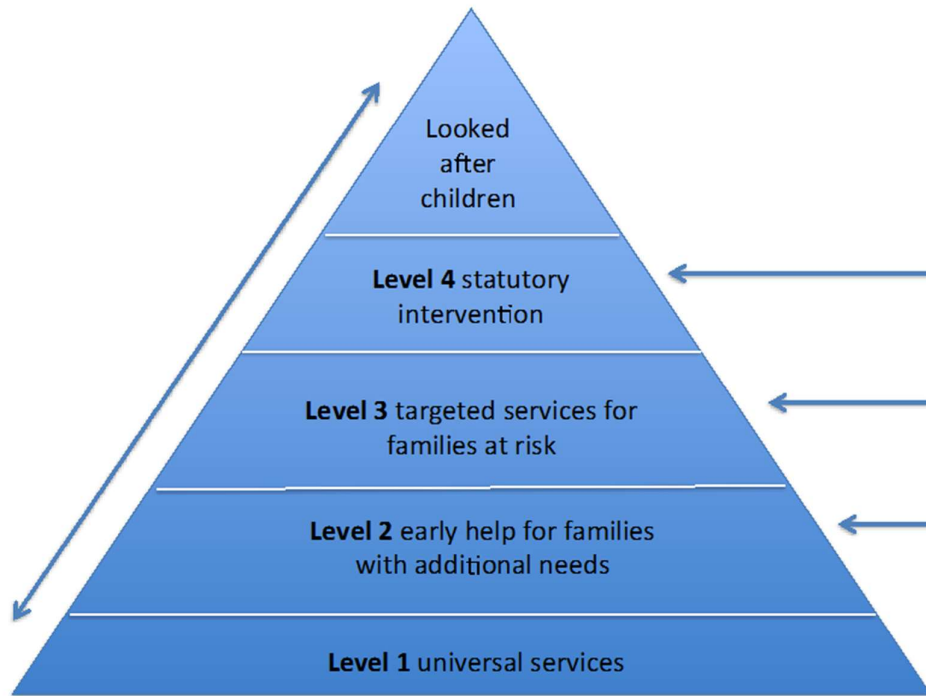 Looked
after
children
Level 4 statutory
intervention
Level 3 targeted services for
families at risk
Level 2 early help for families
with additional needs
Level 1 universal services